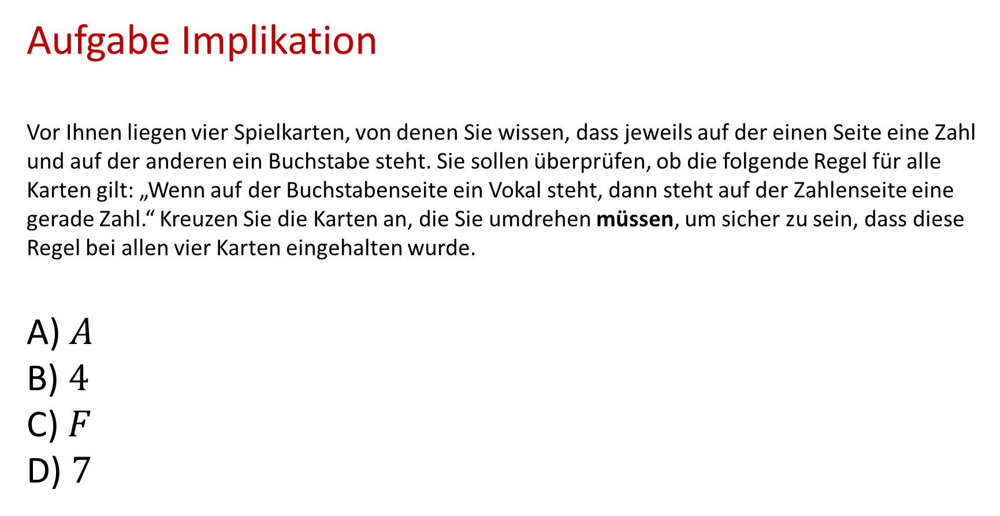 Aufgabe Implikation
Vor Ihnen liegen vier Spielkarten, von denen Sie wissen, dass jeweils auf der einen Seite eine Zahl
und auf der anderen ein Buchstabe steht. Sie sollen überprüfen, ob die folgende Regel für alle
Karten gilt: „Wenn auf der Buchstabenseite ein Vokal steht, dann steht auf der Zahlenseite eine
gerade Zahl.“ Kreuzen Sie die Karten an, die Sie umdrehen müssen, um sicher zu sein, dass diese
Regel bei allen vier Karten eingehalten wurde.
A) A
B) 4
C) F
D) 7